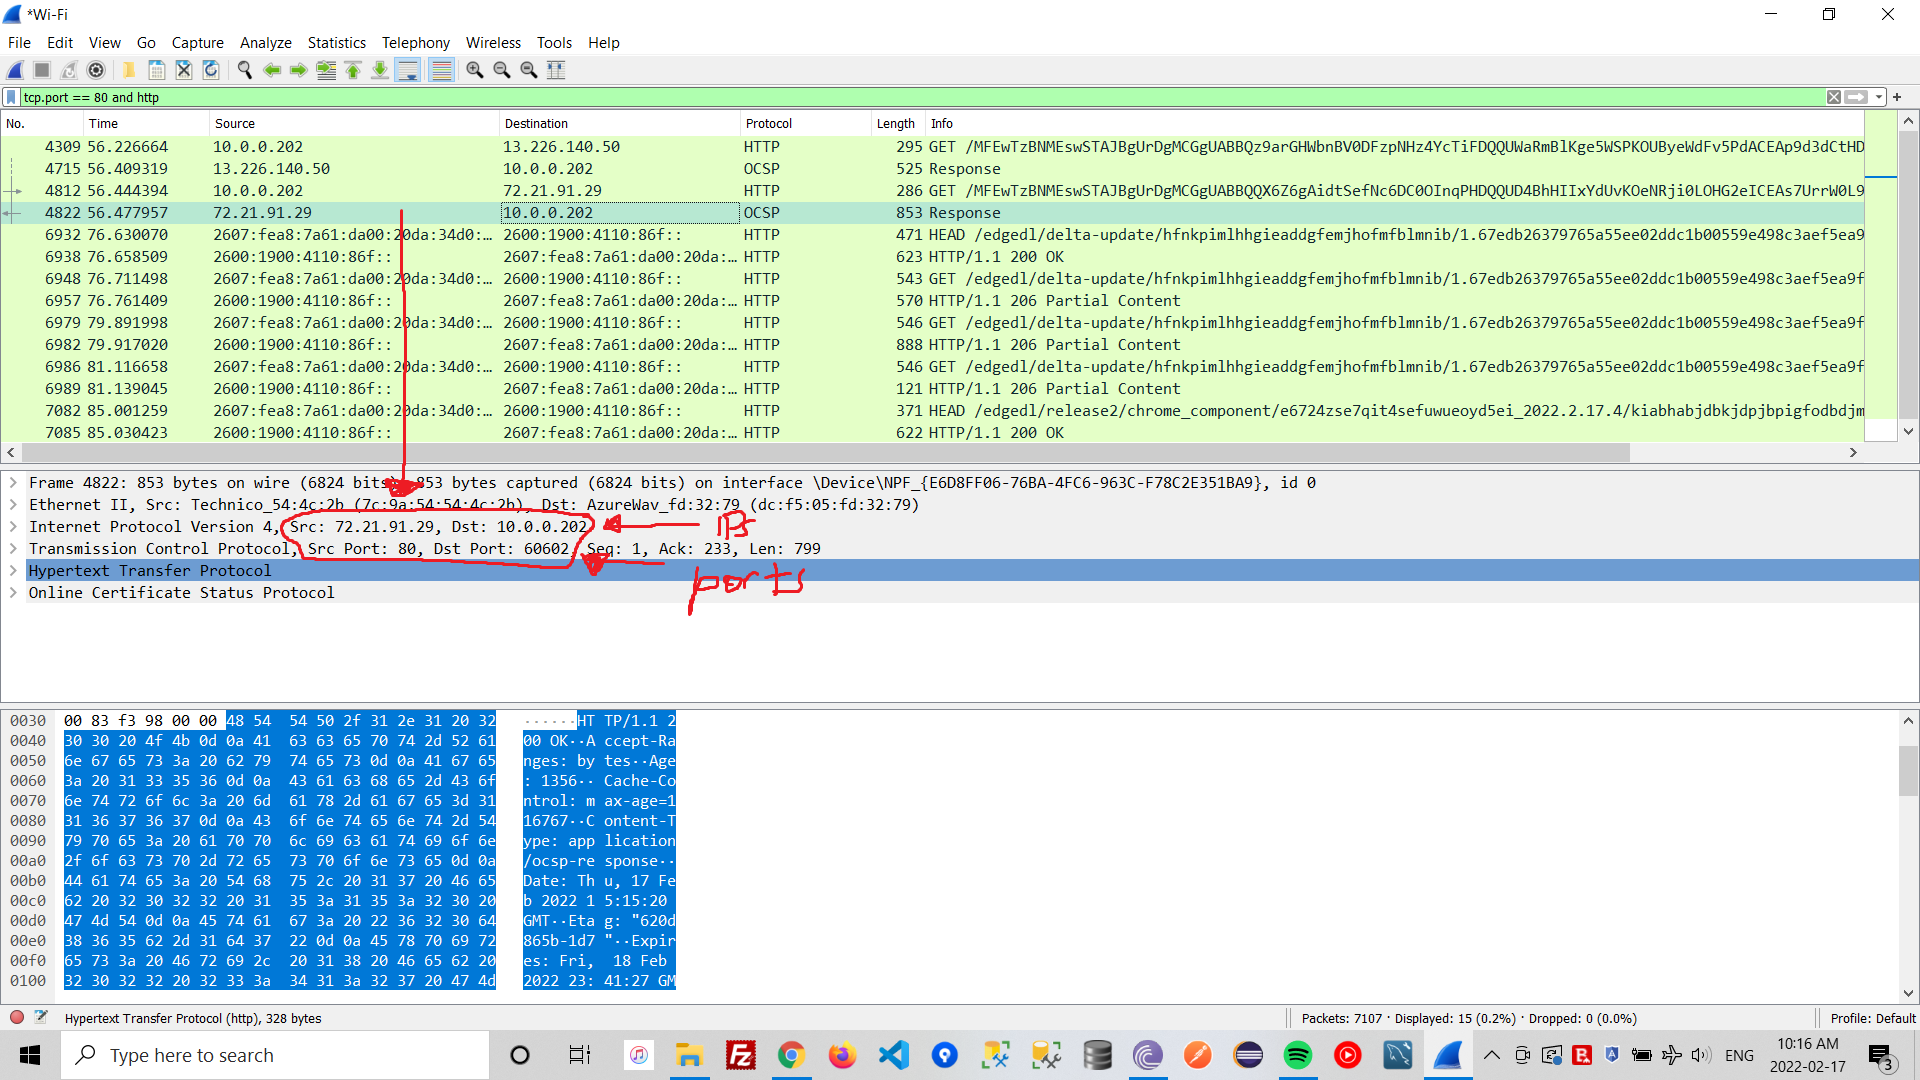 *Wi-Fi
File Edit View Go Capture Analyze Statistics Telephony Wireless Tools Help
tcp.port == 80 and http
No. Time Source Destination Protocol Length Info
4309 56.226664 10.0.0.202 13.226.140.50 HTTP 295 GET
4715 56.409319 13.226.140.50 10.0.0.202 OCSP 525 Response
4812 56.444394 10.0.0.202 72.21.91.29 HTTP 286 GET
4822 56.477957 72.21.91.29 10.0.0.202 OCSP 853 Response
6932 76.630070 2607:fea8:7a61:da00:20da:34d0:… 2600:1900:4110:86f:: HTTP 471 HEAD /edgedl/delta-update/hfnkpimlhhgieaddgfemjhofmfblmnib/1.67edb26379765a55ee02ddc1b00559e498c3aef5ea9
6938 76.658509 2600:1900:4110:86f:: 2607:fea8:7a61:da00:20da:… HTTP 623 HTTP/1.1 200 OK
6948 76.711498 2607:fea8:7a61:da00:20da:34d0:… 2600:1900:4110:86f:: HTTP 543 GET /edgedl/delta-update/hfnkpimlhhgieaddgfemjhofmfblmnib/1.67edb26379765a55ee02ddc1b00559e498c3aef5ea9f
6957 76.761409 2600:1900:4110:86f:: 2607:fea8:7a61:da00:20da:… HTTP 570 HTTP/1.1 206 Partial Content
6979 79.891998 2607:fea8:7a61:da00:20da:34d0:… 2600:1900:4110:86f:: HTTP 546 GET /edgedl/delta-update/hfnkpimlhhgieaddgfemjhofmfblmnib/1.67edb26379765a55ee02ddc1b00559e498c3aef5ea9f
6982 79.917020 2600:1900:4110:86f:: 2607:fea8:7a61:da00:20da:… HTTP 888 HTTP/1.1 206 Partial Content
6986 81.116658 2607:fea8:7a61:da00:20da:34d0:… 2600:1900:4110:86f:: HTTP 546 GET /edgedl/delta-update/hfnkpimlhhgieaddgfemjhofmfblmnib/1.67edb26379765a55ee02ddc1b00559e498c3aef5ea9f
6989 81.139045 2600:1900:4110:86f:: 2607:fea8:7a61:da00:20da:… HTTP 121 HTTP/1.1 206 Partial Content
7082 85.001259 2607:fea8:7a61:da00:20da:34d0:… 2600:1900:4110:86f:: HTTP 371 HEAD /edgedl/release2/chrome_component/e6724zse7qit4sefuwueoyd5ei_2022.2.17.4/kiabhabjdbkjdpjbpigfodbdjm
7085 85.030423 2600:1900:4110:86f:: 2607:fea8:7a61:da00:20da:… HTTP 622 HTTP/1.1 200 OK
Frame 4822: 853 bytes on wire (6824 bits), 853 bytes captured (6824 bits) on interface \Device\NPF_{E6D8FF06-76BA-4FC6-963C-F78C2E351BA9}, id 0
Ethernet II, Src: Technico_54:4c:2b (7c:9a:54:54:4c:2b), Dst: AzureWav_fd:32:79 (dc:f5:05:fd:32:79)
Internet Protocol Version 4, Src: 72.21.91.29, Dst: 10.0.0.202 IPs
Transmission Control Protocol, Src Port: 80, Dst Port: 60602, Seq: 1, Ack: 233, Len: 799
Hypertext Transfer Protocol ports
Online Certificate Status Protocol
0030 00 83 f3 98 00 00 48 54 54 50 2f 31 2e 31 20 32 ······HT TP/1.1 2
0040 30 30 20 4f 4b 0d 0a 41 63 63 65 70 74 2d 52 61 00 OK··A ccept-Ra
0050 6e 67 65 73 3a 20 62 79 74 65 73 0d 0a 41 67 65 nges: by tes··Age
0060 3a 20 31 33 35 36 0d 0a 43 61 63 68 65 2d 43 6f : 1356·· Cache-Co
0070 6e 74 72 6f 6c 3a 20 6d 61 78 2d 61 67 65 3d 31 ntrol: m ax-age=1
0080 31 36 37 36 37 0d 0a 43 6f 6e 74 65 6e 74 2d 54 16767··C ontent-T
0090 79 70 65 3a 20 61 70 70 6c 69 63 61 74 69 6f 6e ype: app lication
00a0 2f 6f 63 73 70 2d 72 65 73 70 6f 6e 73 65 0d 0a /ocsp-re sponse··
00b0 44 61 74 65 3a 20 54 68 75 2c 20 31 37 20 46 65 Date: Th u, 17 Fe
00c0 62 20 32 30 32 32 20 31 35 3a 31 35 3a 32 30 20 b 2022 1 5:15:20
00d0 47 4d 54 0d 0a 45 74 61 67 3a 20 22 36 32 30 64 GMT··Eta g: "620d
00e0 38 36 35 62 2d 31 64 37 22 0d 0a 45 78 70 69 72 865b-1d7 "··Expir
00f0 65 73 3a 20 46 72 69 2c 20 31 38 20 46 65 62 20 es: Fri, 18 Feb
0100 32 30 32 32 20 32 33 3a 34 31 3a 32 37 20 47 4d 2022 23: 41:27 GM
Hypertext Transfer Protocol (http), 328 bytes Packets: 7107 · Displayed: 15 (0.2%) · Dropped: 0 (0.0%) Profile: Default
Type here to search ENG 10:16 AM
2022-02-17 3